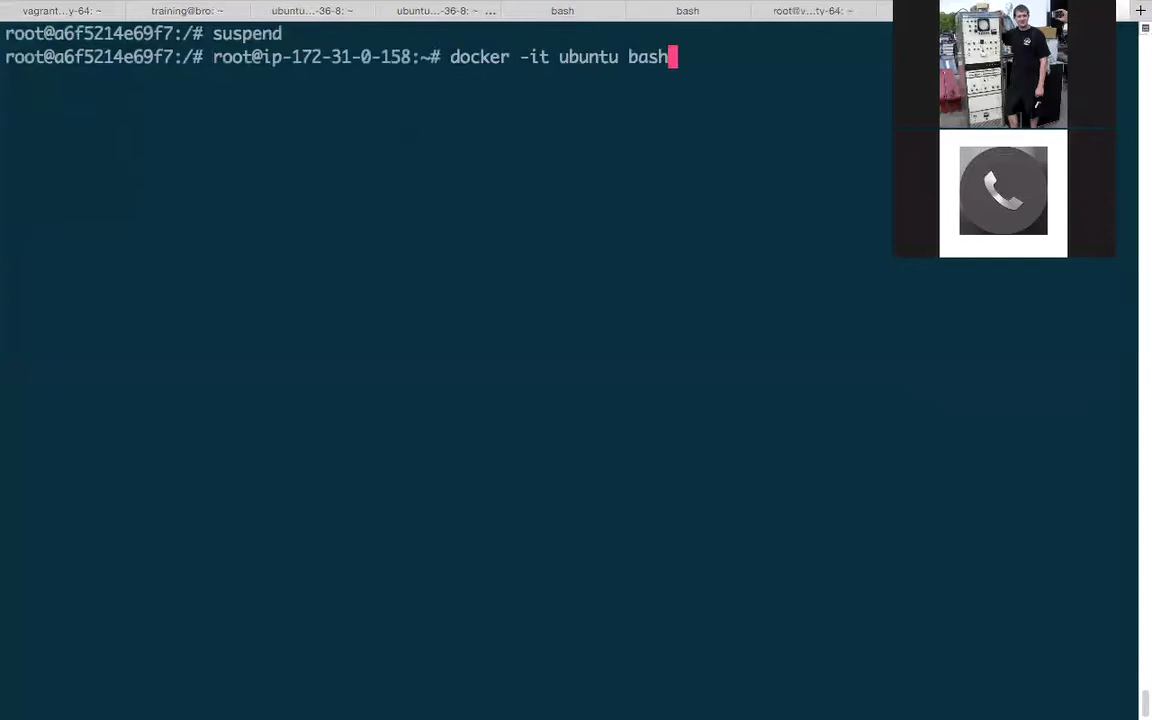 vagrant....y-64: ~
training@bro: ~
ubuntu...-36-8: ~
ubuntu...-36-8: ~ ...
bash
bash
root@v...ty-64: ~
root@a6f5214e69f7:/# suspend
root@a6f5214e69f7:/# root@ip-172-31-0-158:~# docker -it ubuntu bash